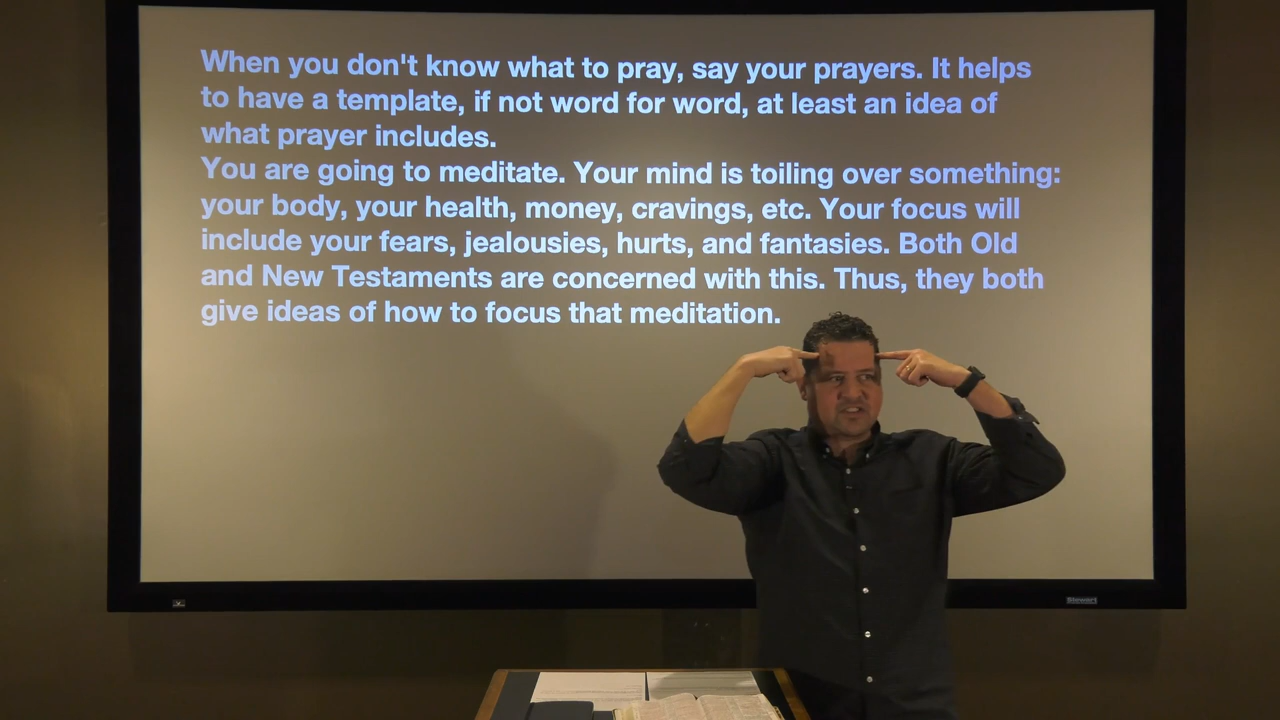 When you don't know what to pray, say your prayers. It helps
to have a template, if not word for word, at least an idea of
what prayer includes.
You are going to meditate. Your mind is toiling over something:
your body, your health, money, cravings, etc. Your focus will
include your fears, jealousies, hurts, and fantasies. Both Old
and New Testaments are concerned with this. Thus, they both
give ideas of how to focus that meditation.
Stewart